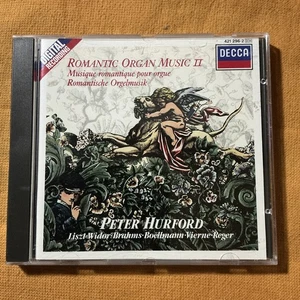 DIGITAL
RECORDING
ROMANTIC ORGAN MUSIC II
Musique romantique pour orgue
Romantische Orgelmusik
DECCA
PETER HURFORD
Liszt·Widor·Brahms·Boëllmann·Vierne·Reger